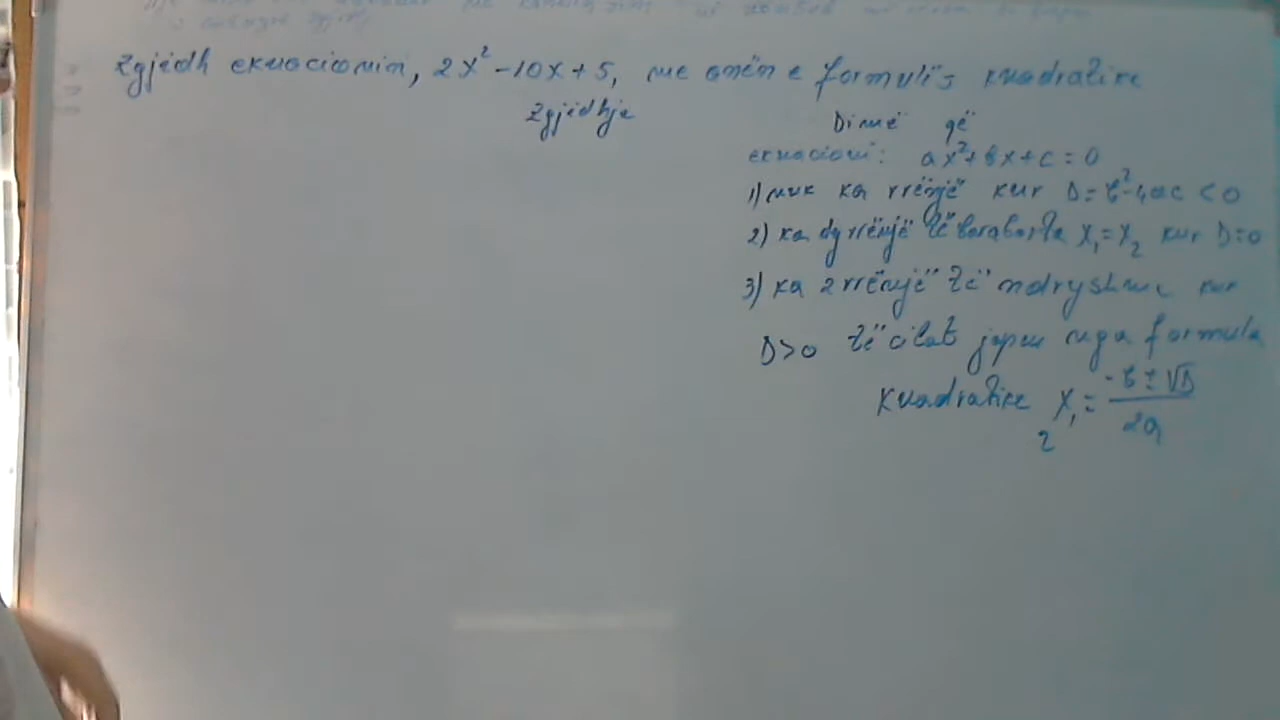 Zgjidh ekuacionin, 2x² - 10x + 5, me anën e formulës kuadratike
Zgjidhje
Dimë që
ekuacioni: ax² + bx + c = 0
1) nuk ka rrënjë kur D = b² - 4ac < 0
2) ka dy rrënjë të barabarta x₁ = x₂ kur D = 0
3) ka 2 rrënjë të ndryshme kur
D > 0 të cilat jepen nga formula
kuadratike x₁ = -b ± √D
2
2a